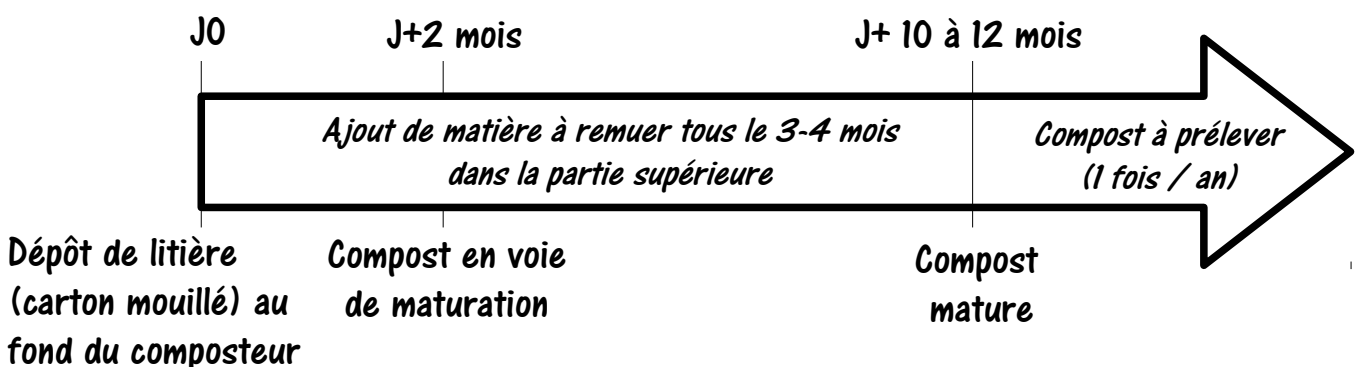 J0
J+2 mois
J+ 10 à 12 mois
Ajout de matière à remuer tous le 3-4 mois
dans la partie supérieure
Compost à prélever
(1 fois / an)
Dépôt de litière
(carton mouillé) au
fond du composteur
Compost en voie
de maturation
Compost
mature